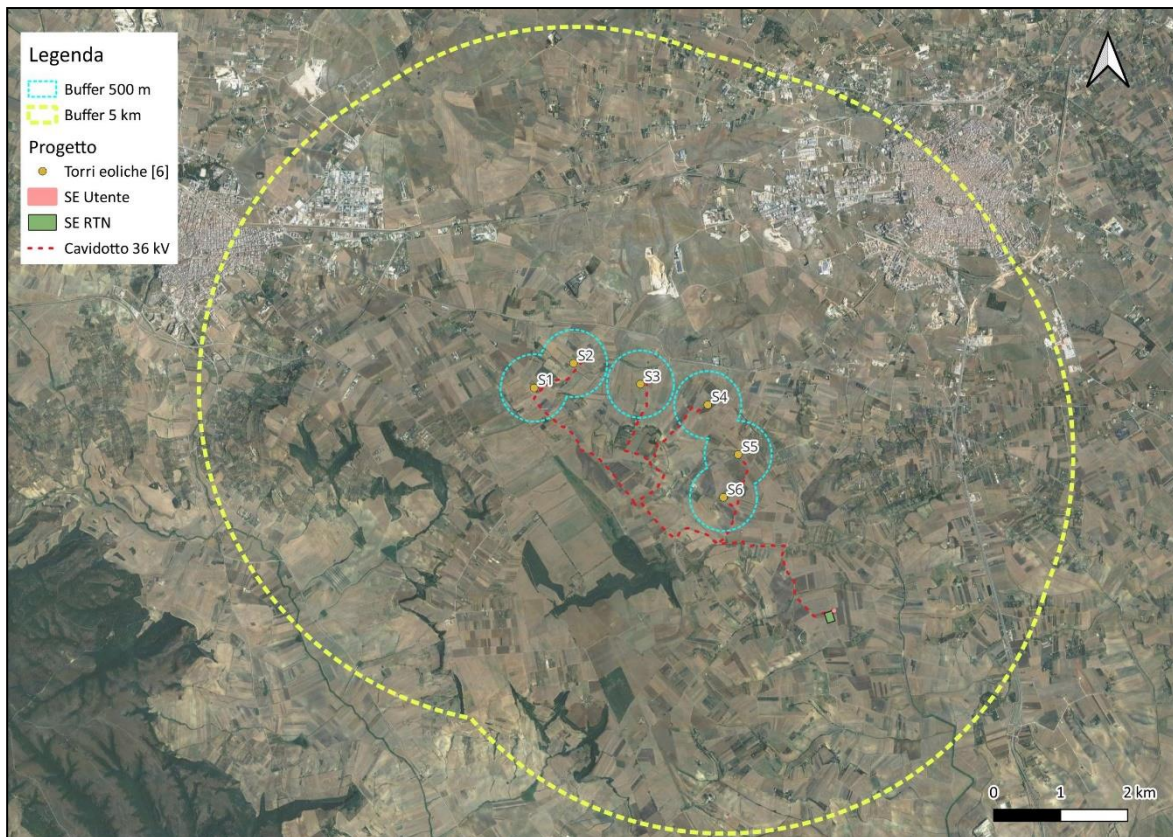 Legenda
Buffer 500 m
Buffer 5 km
Progetto
Torri eoliche [6]
SE Utente
SE RTN
Cavidotto 36 kV
S1
S2
S3
S4
S5
S6
0 1 2 km